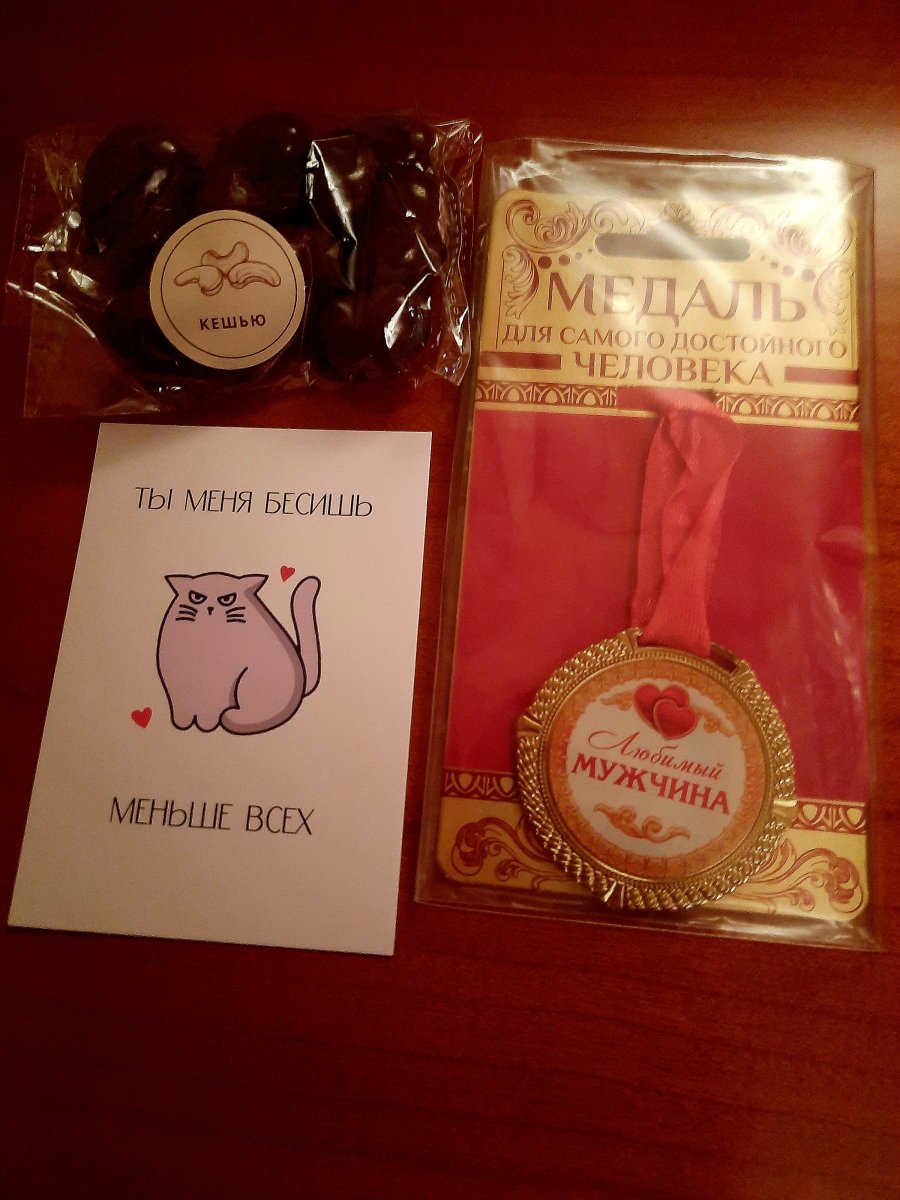 КЕШЬЮ
МЕДАЛЬ
ДЛЯ САМОГО ДОСТОЙНОГО
ЧЕЛОВЕКА
ТЫ МЕНЯ БЕСИШЬ
МЕНЬШЕ ВСЕХ
Любимый
МУЖЧИНА